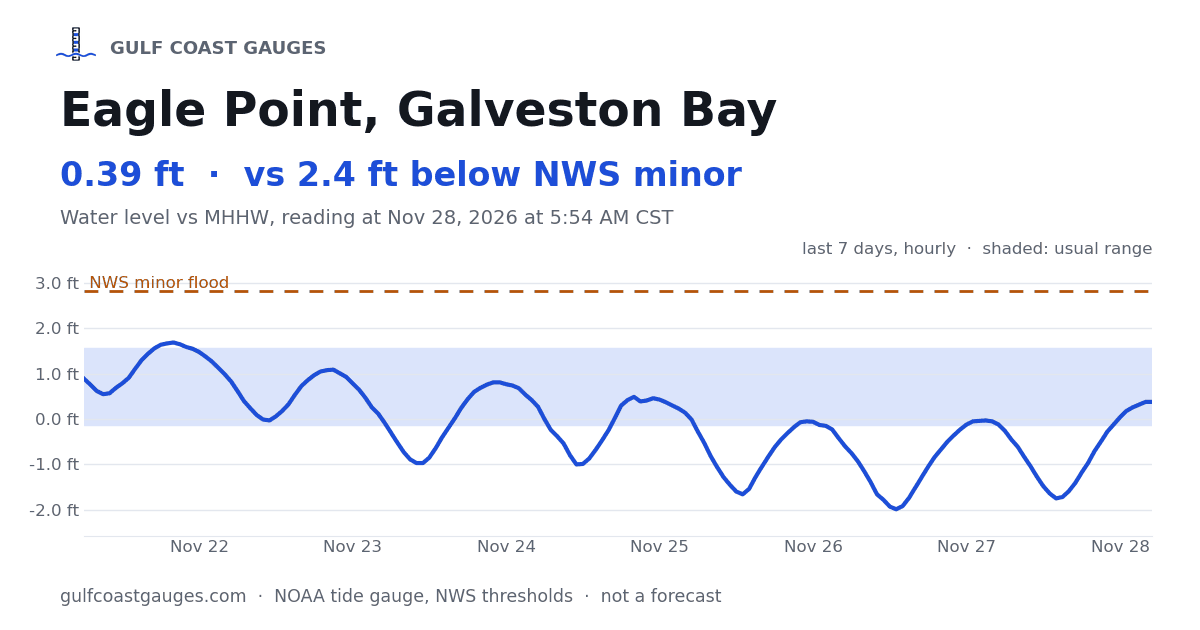 GULF COAST GAUGES
Eagle Point, Galveston Bay
0.39 ft · vs 2.4 ft below NWS minor
Water level vs MHHW, reading at Nov 28, 2026 at 5:54 AM CST
last 7 days, hourly · shaded: usual range
3.0 ft
NWS minor flood
2.0 ft
1.0 ft
0.0 ft
-1.0 ft
-2.0 ft
Nov 22
Nov 23
Nov 24
Nov 25
Nov 26
Nov 27
Nov 28
gulfcoastgauges.com · NOAA tide gauge, NWS thresholds · not a forecast